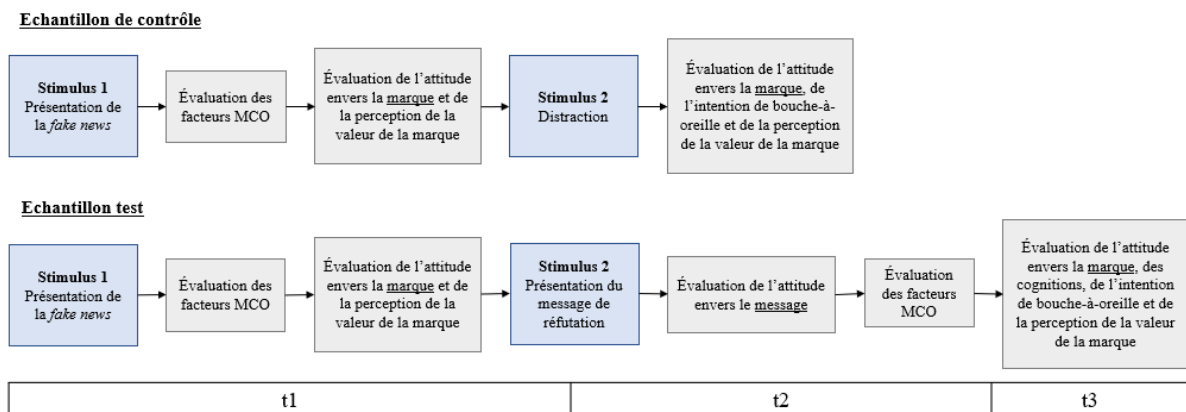 Echantillon de contrôle
Stimulus 1
Présentation de
la fake news
Évaluation des
facteurs MCO
Évaluation de l’attitude
envers la marque et de
la perception de la
valeur de la marque
Stimulus 2
Distraction
Évaluation de l’attitude
envers la marque, de
l’intention de bouche-à-
oreille et de la perception
de la valeur de la marque
Echantillon test
Stimulus 1
Présentation de
la fake news
Évaluation des
facteurs MCO
Évaluation de l’attitude
envers la marque et de
la perception de la
valeur de la marque
Stimulus 2
Présentation du
message de
réfutation
Évaluation de l’attitude
envers le message
Évaluation
des facteurs
MCO
Évaluation de l’attitude
envers la marque, des
cognitions, de l’intention
de bouche-à-oreille et de
la perception de la valeur
de la marque
t1
t2
t3